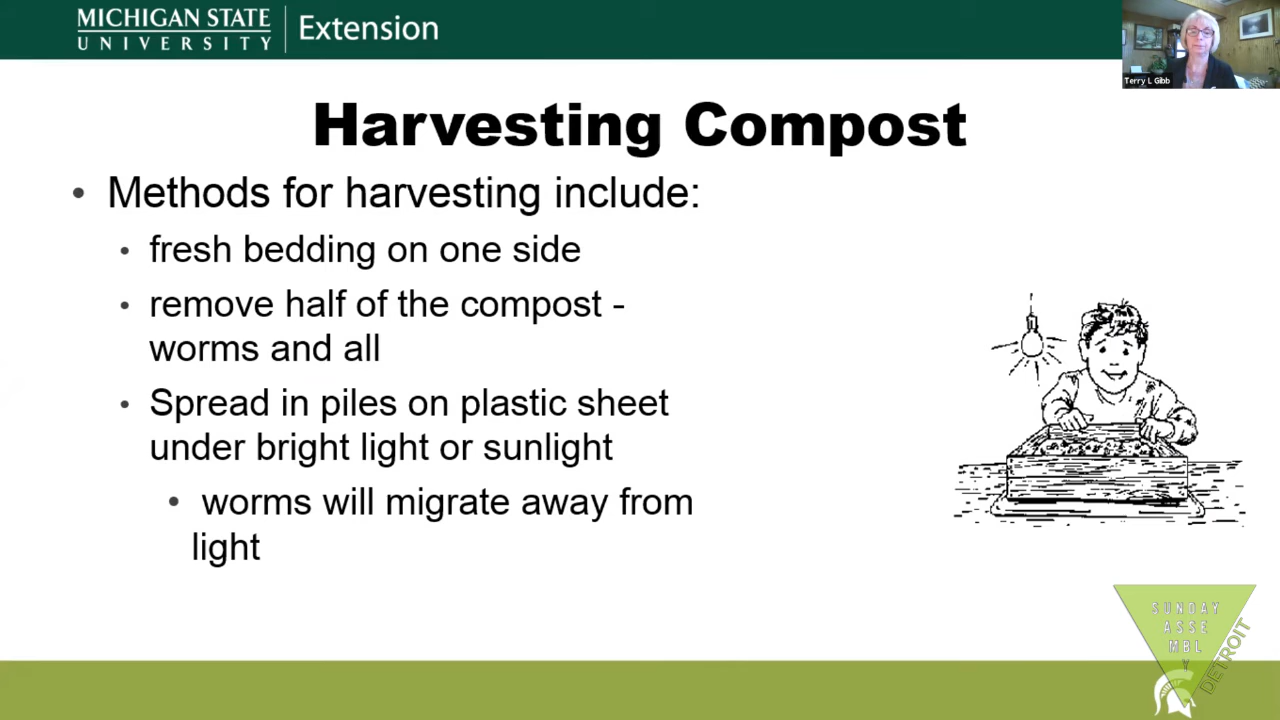 MICHIGAN STATE
UNIVERSITY
Extension
Terry L Gibb
Harvesting Compost
• Methods for harvesting include:
• fresh bedding on one side
• remove half of the compost -
worms and all
• Spread in piles on plastic sheet
under bright light or sunlight
• worms will migrate away from
light
SUNDAY
ASSE
MBL
Y
DETROIT